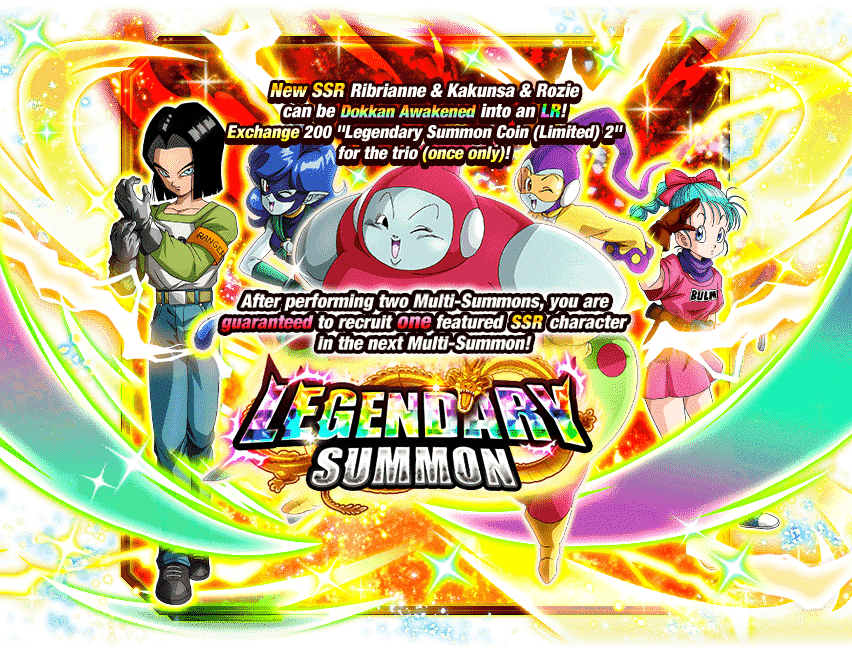 New SSR Ribrianne & Kakunsa & Rozie
can be Dokkan Awakened into an LR!
Exchange 200 "Legendary Summon Coin (Limited) 2"
for the trio (once only)!
RANGER
BULM
After performing two Multi-Summons, you are
guaranteed to recruit one featured SSR character
in the next Multi-Summon!
LEGENDARY
SUMMON